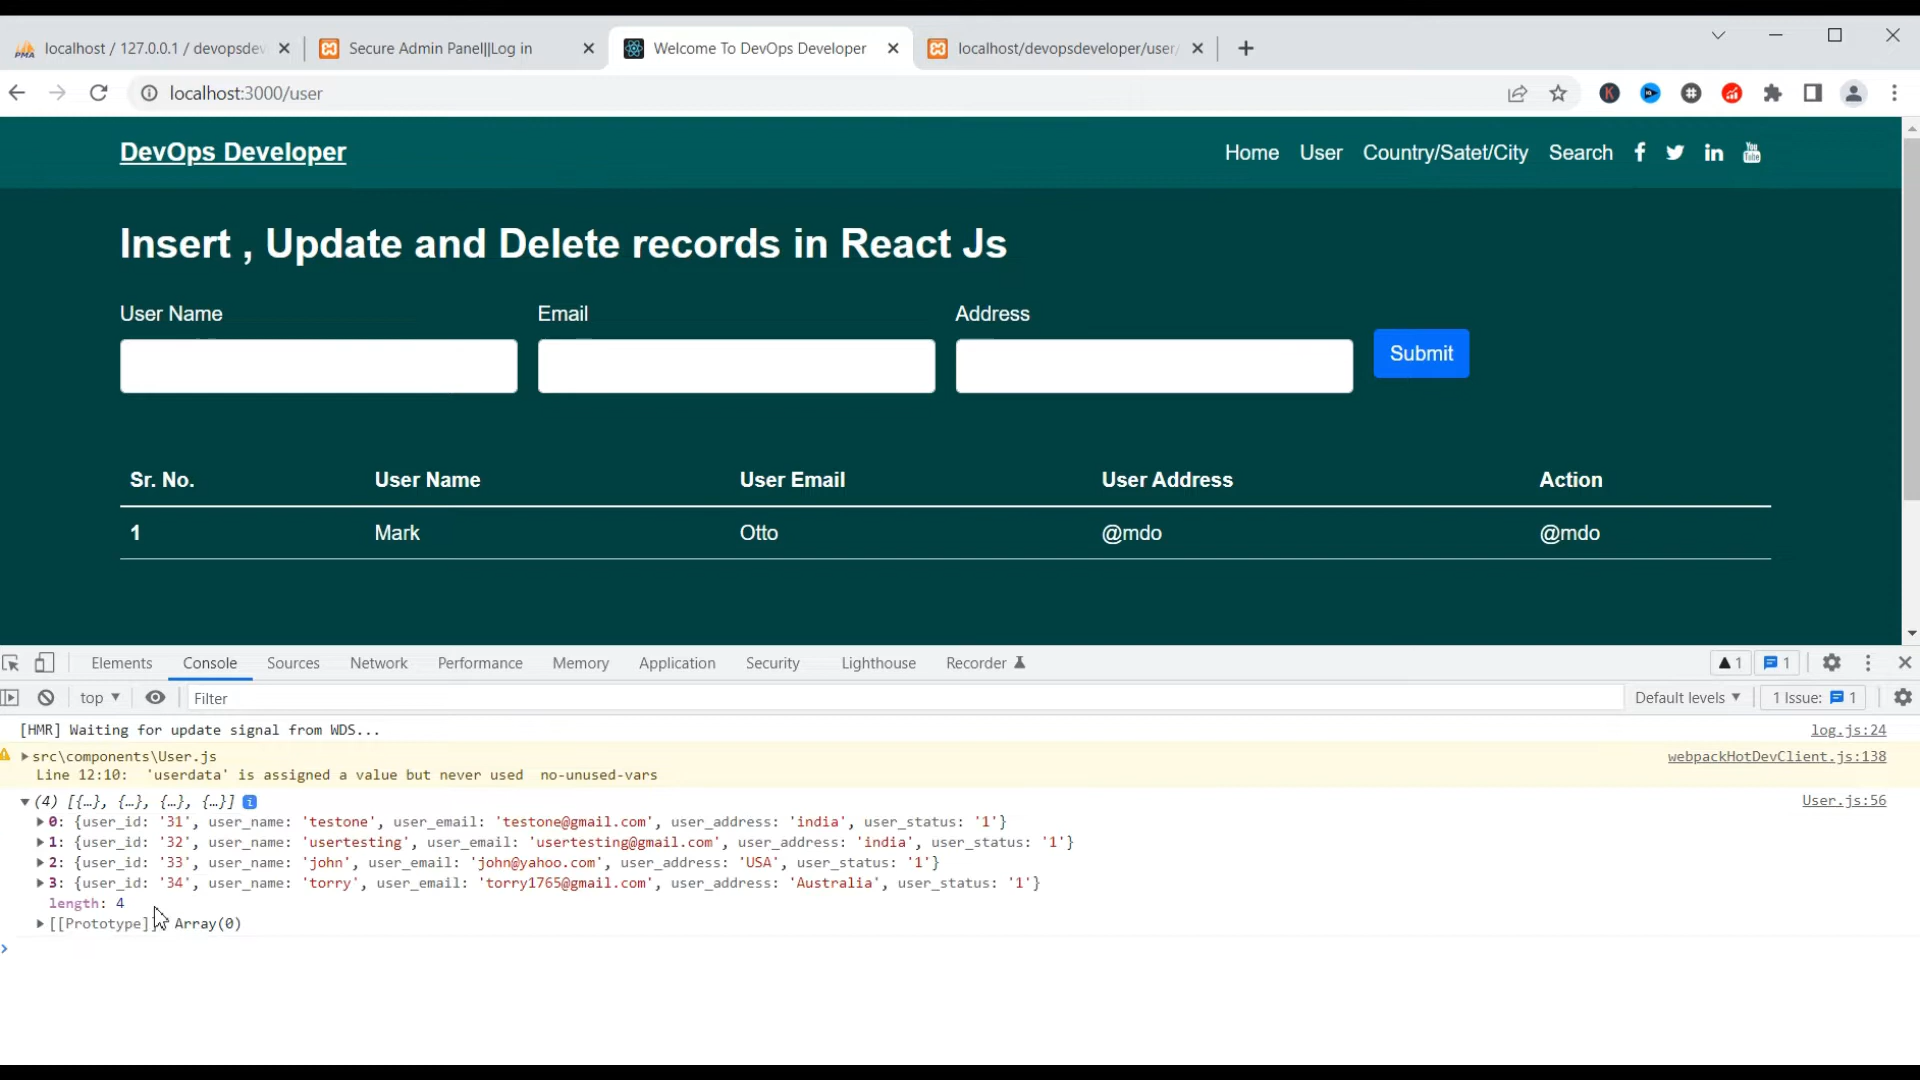 localhost / 127.0.0.1 / devopsdev
Secure Admin Panel||Log in
Welcome To DevOps Developer
localhost/devopsdeveloper/user/
localhost:3000/user
DevOps Developer
Home User Country/Satet/City Search
Insert , Update and Delete records in React Js
User Name Email Address
Submit
Sr. No. User Name User Email User Address Action
1 Mark Otto @mdo @mdo
Elements Console Sources Network Performance Memory Application Security Lighthouse Recorder 1 1
top Filter Default levels 1 Issue: 1
[HMR] Waiting for update signal from WDS... log.js:24
src\components\User.js webpackHotDevClient.js:138
Line 12:10: 'userdata' is assigned a value but never used no-unused-vars
(4) [{…}, {…}, {…}, {…}] User.js:56
0: {user_id: '31', user_name: 'testone', user_email: 'testone@gmail.com', user_address: 'india', user_status: '1'}
1: {user_id: '32', user_name: 'usertesting', user_email: 'usertesting@gmail.com', user_address: 'india', user_status: '1'}
2: {user_id: '33', user_name: 'john', user_email: 'john@yahoo.com', user_address: 'USA', user_status: '1'}
3: {user_id: '34', user_name: 'torry', user_email: 'torry1765@gmail.com', user_address: 'Australia', user_status: '1'}
length: 4
[[Prototype]]: Array(0)